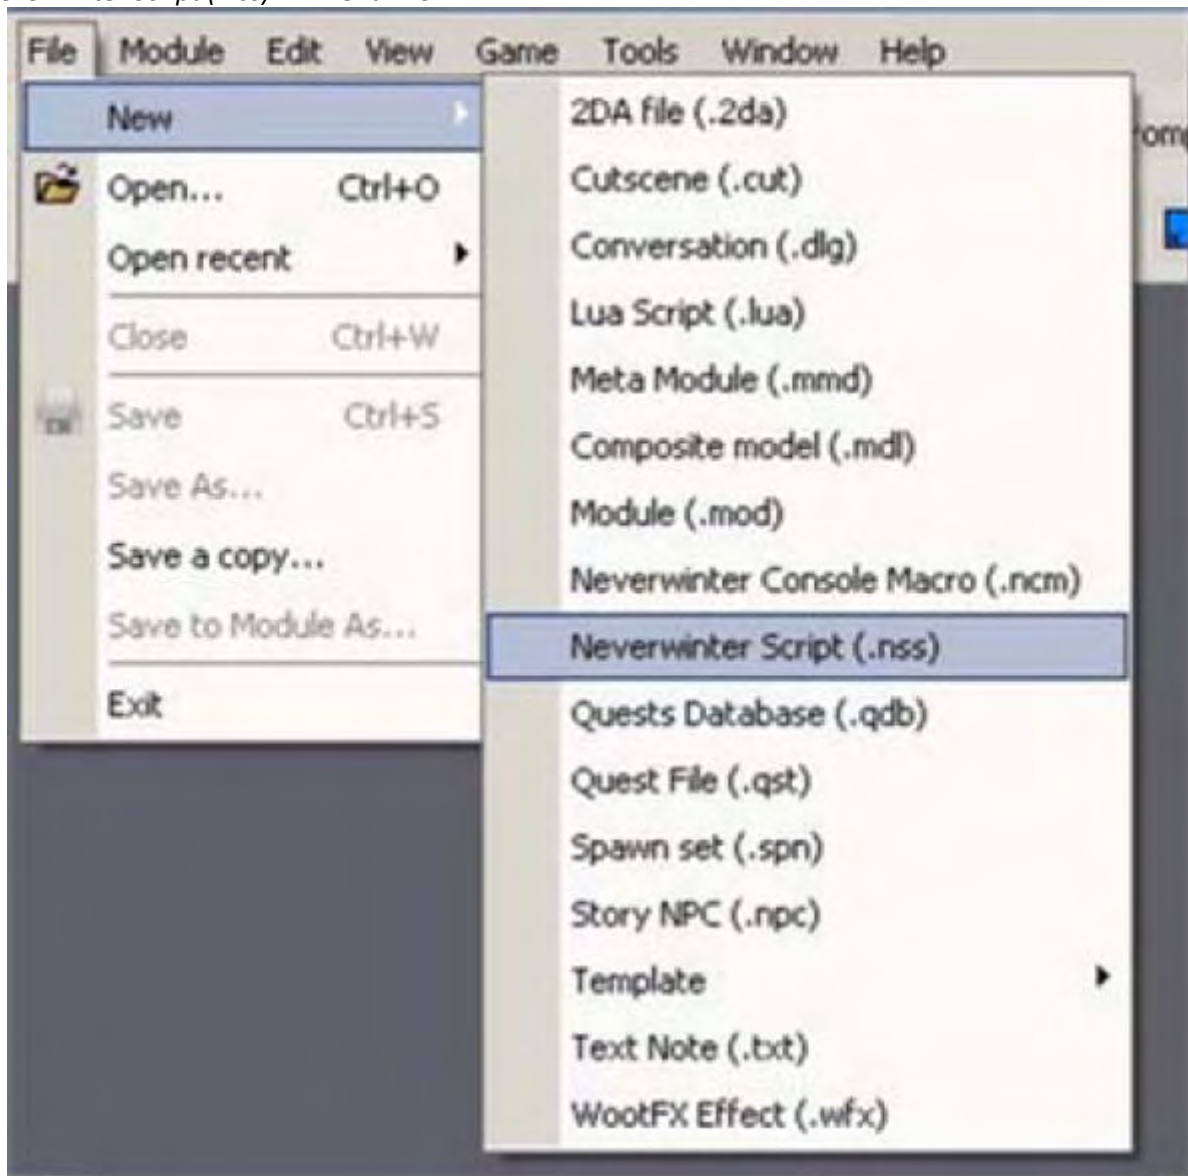 File Module Edit View Game Tools Window Help
New
Open... Ctrl+O
Open recent
Close Ctrl+W
Save Ctrl+S
Save As...
Save a copy...
Save to Module As...
Exit
2DA file (.2da)
Cutscene (.cut)
Conversation (.dlg)
Lua Script (.lua)
Meta Module (.mmd)
Composite model (.mdl)
Module (.mod)
Neverwinter Console Macro (.ncm)
Neverwinter Script (.nss)
Quests Database (.qdb)
Quest File (.qst)
Spawn set (.spn)
Story NPC (.npc)
Template
Text Note (.txt)
WootFX Effect (.wfx)